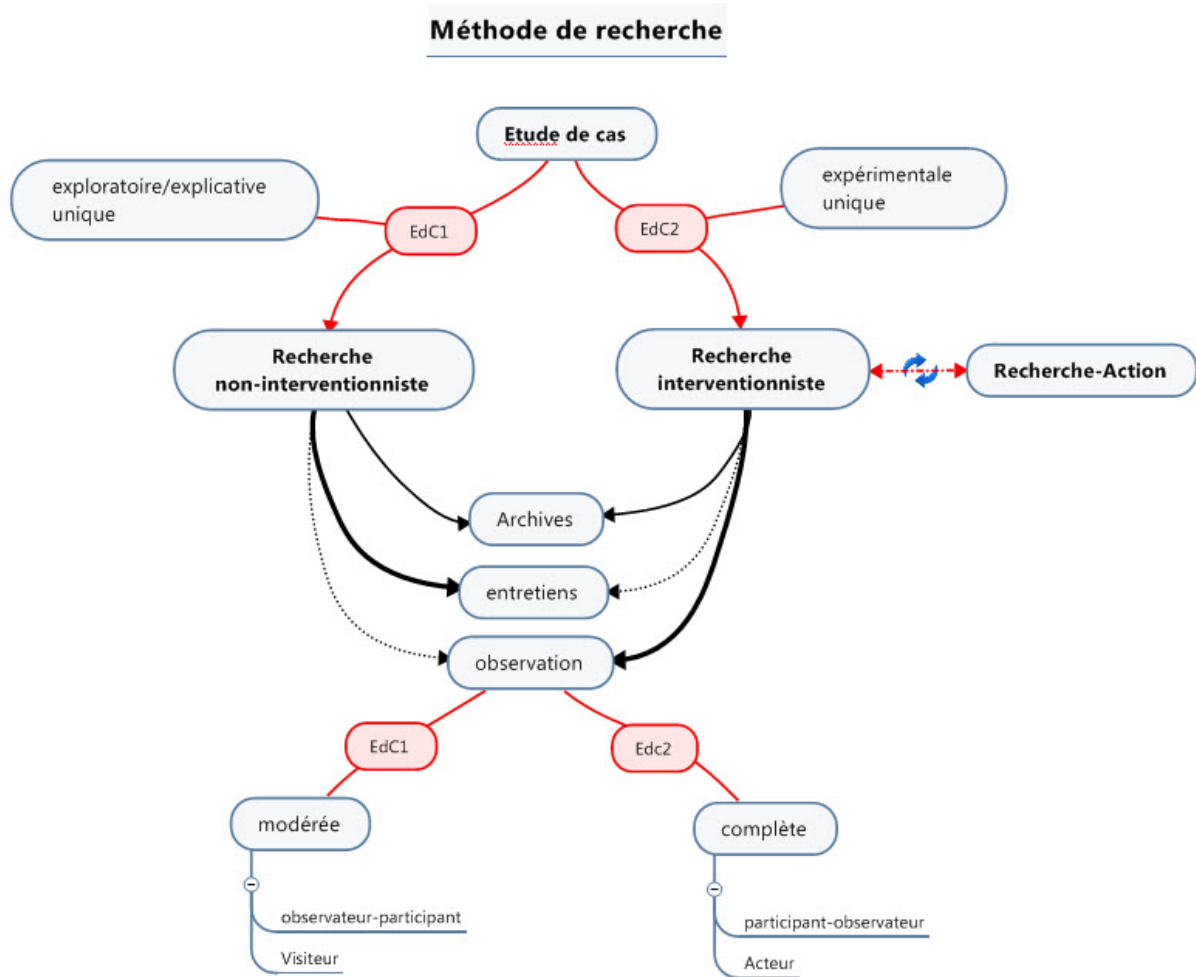 Méthode de recherche
Etude de cas
exploratoire/explicative
unique
expérimentale
unique
EdC1
EdC2
Recherche
non-interventionniste
Recherche
interventionniste
Recherche-Action
Archives
entretiens
observation
EdC1
Edc2
modérée
complète
observateur-participant
Visiteur
participant-observateur
Acteur